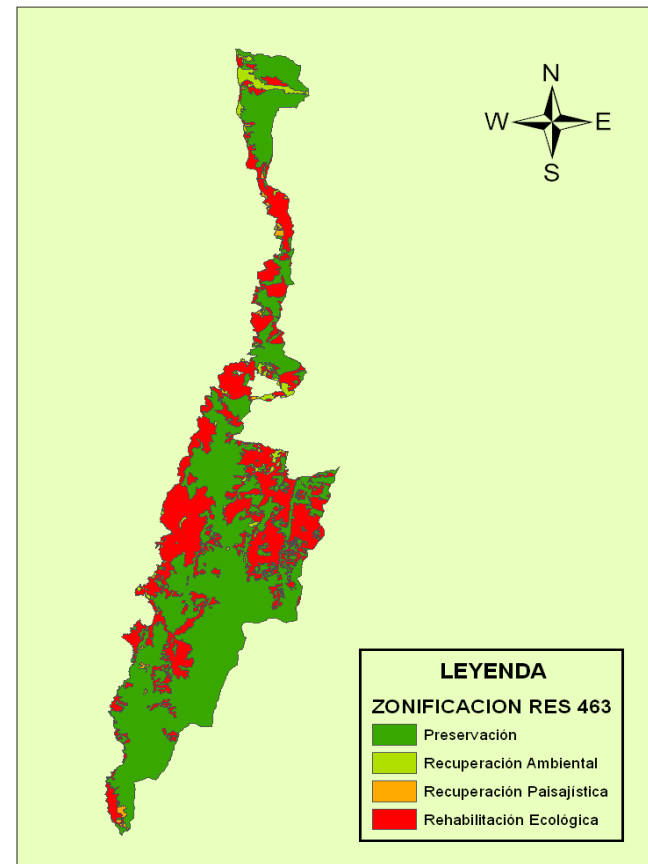 N
W E
S
LEYENDA
ZONIFICACION RES 463
Preservación
Recuperación Ambiental
Recuperación Paisajística
Rehabilitación Ecológica